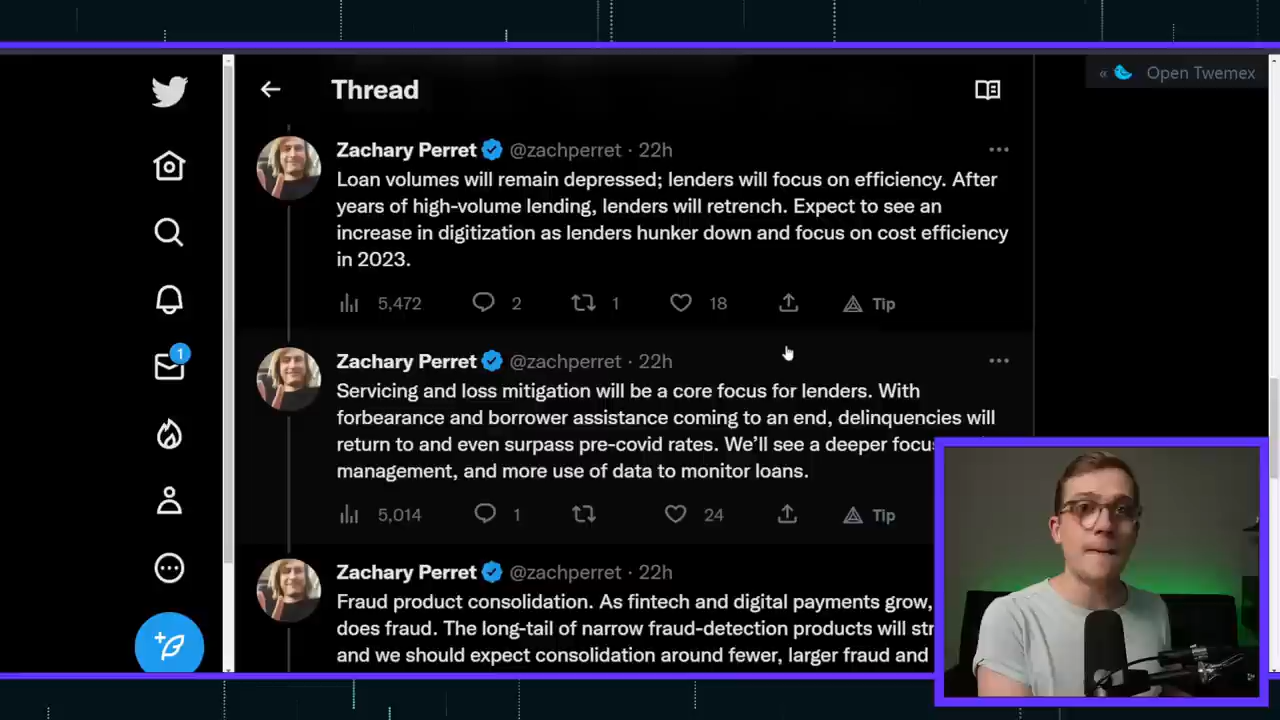 « Open Twemex
Thread
Zachary Perret @zachperret · 22h
Loan volumes will remain depressed; lenders will focus on efficiency. After
years of high-volume lending, lenders will retrench. Expect to see an
increase in digitization as lenders hunker down and focus on cost efficiency
in 2023.
5,472 2 1 18 Tip
1
Zachary Perret @zachperret · 22h
Servicing and loss mitigation will be a core focus for lenders. With
forbearance and borrower assistance coming to an end, delinquencies will
return to and even surpass pre-covid rates. We'll see a deeper focu
management, and more use of data to monitor loans.
5,014 1 24 Tip
Zachary Perret @zachperret · 22h
Fraud product consolidation. As fintech and digital payments grow,
does fraud. The long-tail of narrow fraud-detection products will str
and we should expect consolidation around fewer, larger fraud and